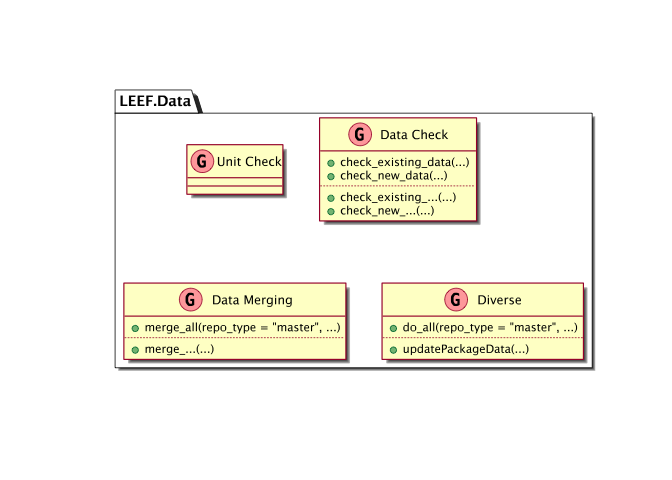 LEEF.Data
G Unit Check
G Data Check
check_existing_data(...)
check_new_data(...)
check_existing_...(...)
check_new_...(...)
G Data Merging
merge_all(repo_type = "master", ...)
merge_...(...)
G Diverse
do_all(repo_type = "master", ...)
updatePackageData(...)